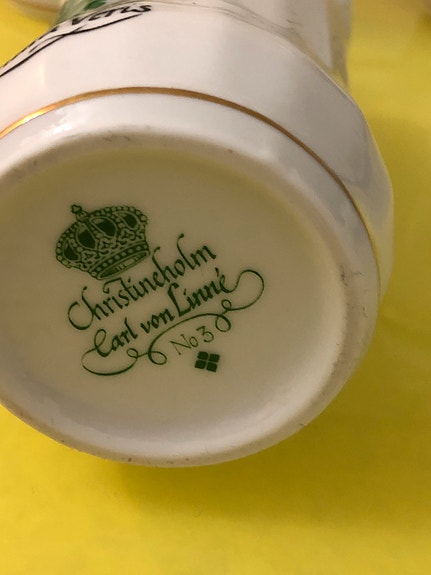 Christineholm
Carl von Linné
No 3